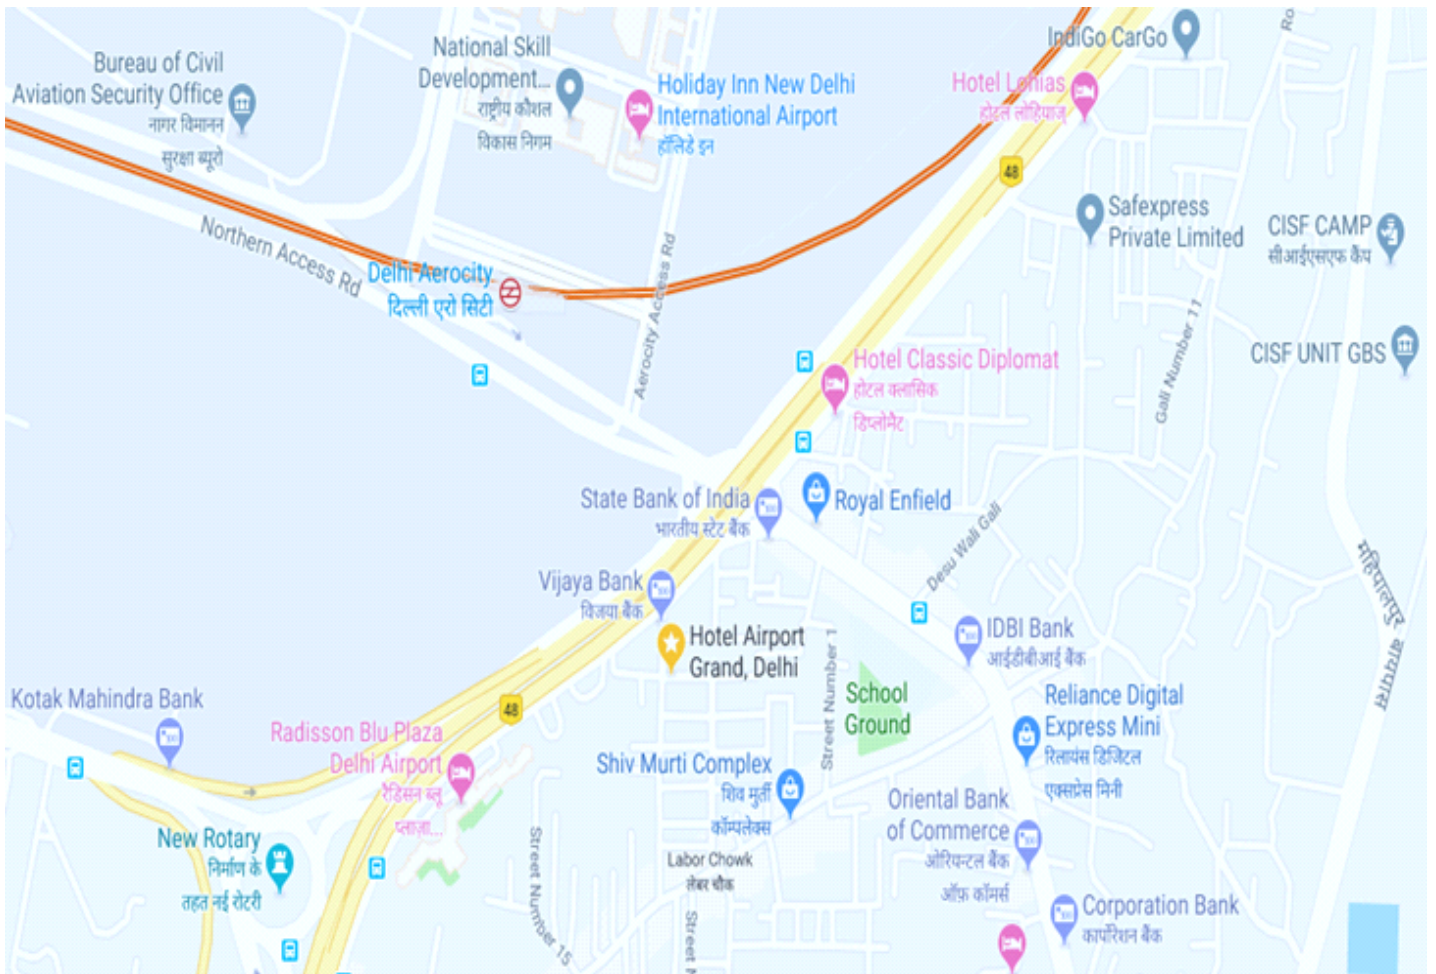 IndiGo CarGo
National Skill
Development...
राष्ट्रीय कौशल
विकास निगम
Bureau of Civil
Aviation Security Office
नागर विमानन
सुरक्षा ब्यूरो
Holiday Inn New Delhi
International Airport
हॉलिडे इन
Hotel Lohias
होटल लोहियाज्
48
Safexpress
Private Limited
CISF CAMP
सीआईएसएफ कैंप
Northern Access Rd
Delhi Aerocity
दिल्ली एरो सिटी
Aerocity Access Rd
Gali Number 11
CISF UNIT GBS
Hotel Classic Diplomat
होटल क्लासिक
डिप्लोमैट
State Bank of India
भारतीय स्टेट बैंक
Royal Enfield
Desu Wali Gali
महिपालपुर बायपास
Vijaya Bank
विजया बैंक
Hotel Airport
Grand, Delhi
Street Number 1
School
Ground
IDBI Bank
आईडीबीआई बैंक
Kotak Mahindra Bank
48
Radisson Blu Plaza
Delhi Airport
रैडिसन ब्लू
प्लाज़ा...
Reliance Digital
Express Mini
रिलायंस डिजिटल
एक्सप्रेस मिनी
Shiv Murti Complex
शिव मुर्ती
कॉम्पलेक्स
Oriental Bank
of Commerce
ओरियन्टल बैंक
ऑफ़ कॉमर्स
New Rotary
निर्माण के
तहत नई रोटरी
Labor Chowk
लेबर चौक
Street Number 15
Street N
Corporation Bank
कार्पोरेशन बैंक